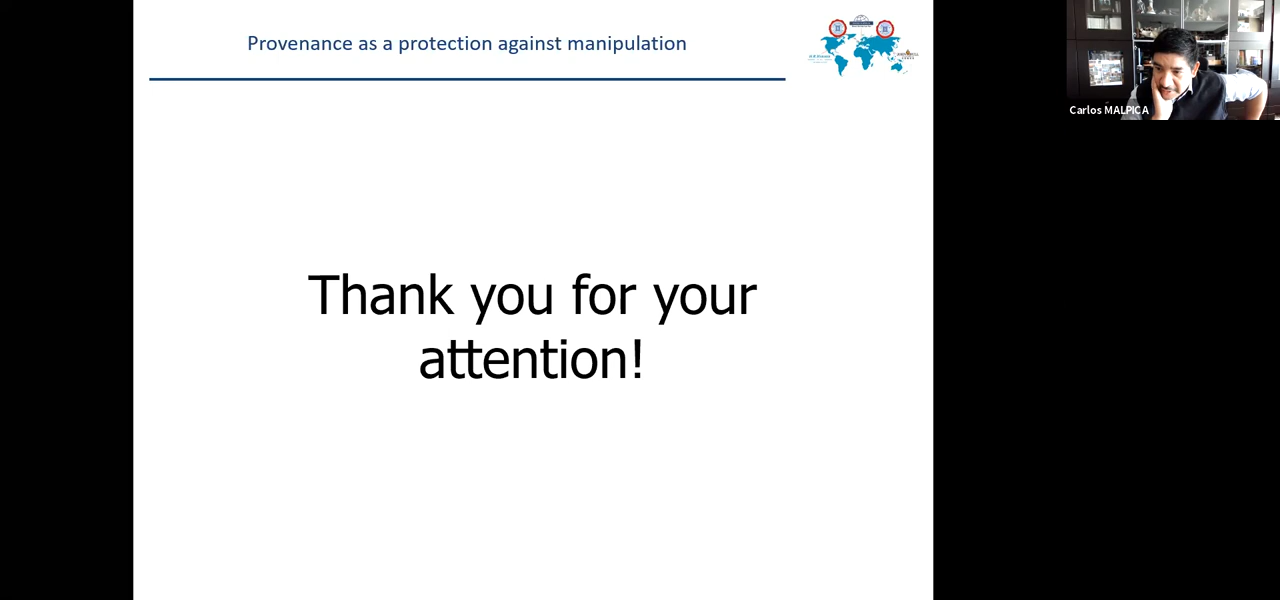 Provenance as a protection against manipulation
Carlos MALPICA
Thank you for your
attention!